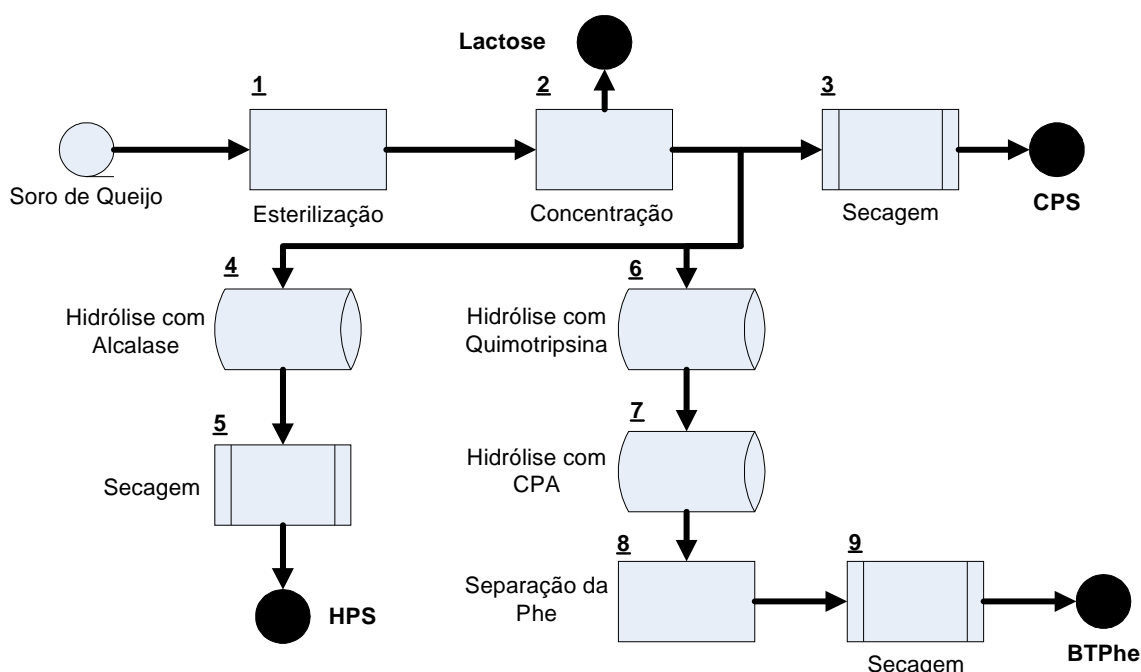 Lactose
1
2
3
Soro de Queijo
Esterilização
Concentração
Secagem
CPS
4
6
Hidrólise com
Alcalase
Hidrólise com
Quimotripsina
5
7
Secagem
Hidrólise com
CPA
8
9
Separação da
Phe
HPS
Secagem
BTPhe